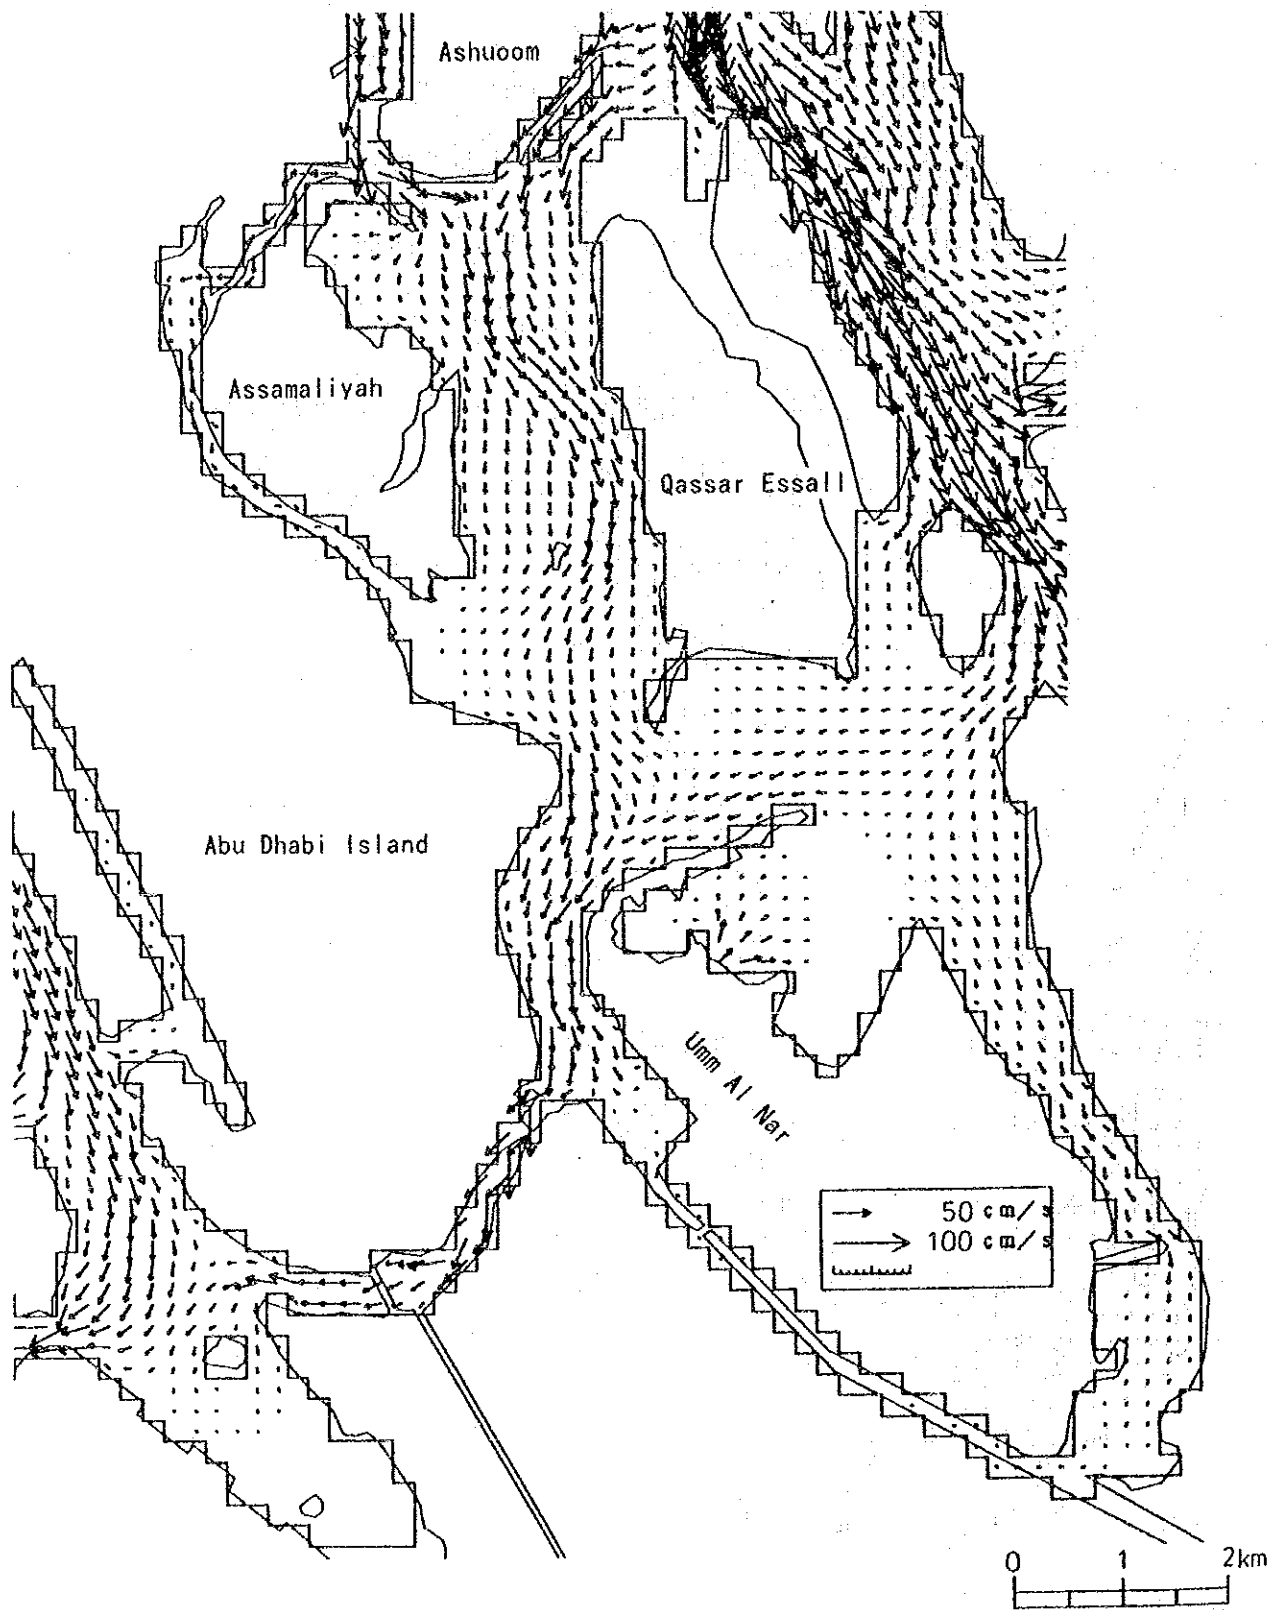 Ashuoom
Assamaliyah
Qassar Essall
Abu Dhabi Island
Umm Al Nar
50 cm/s
100 cm/s
0 1 2km